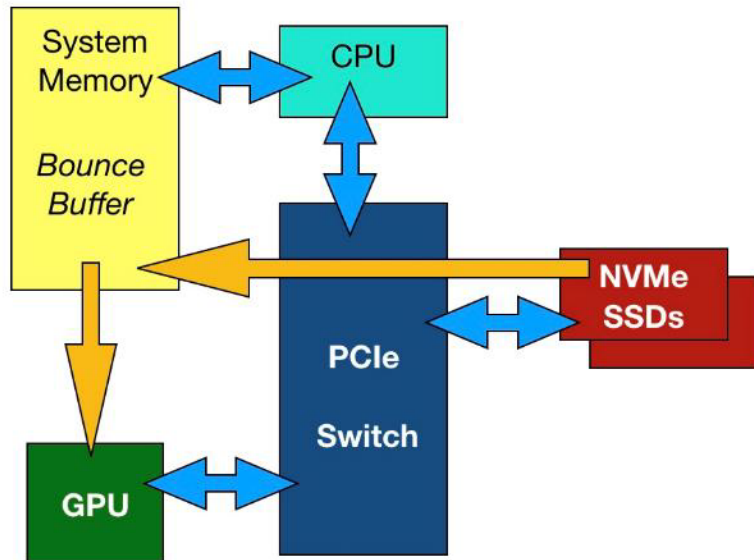 System
Memory
Bounce
Buffer
CPU
PCIe
Switch
NVMe
SSDs
GPU